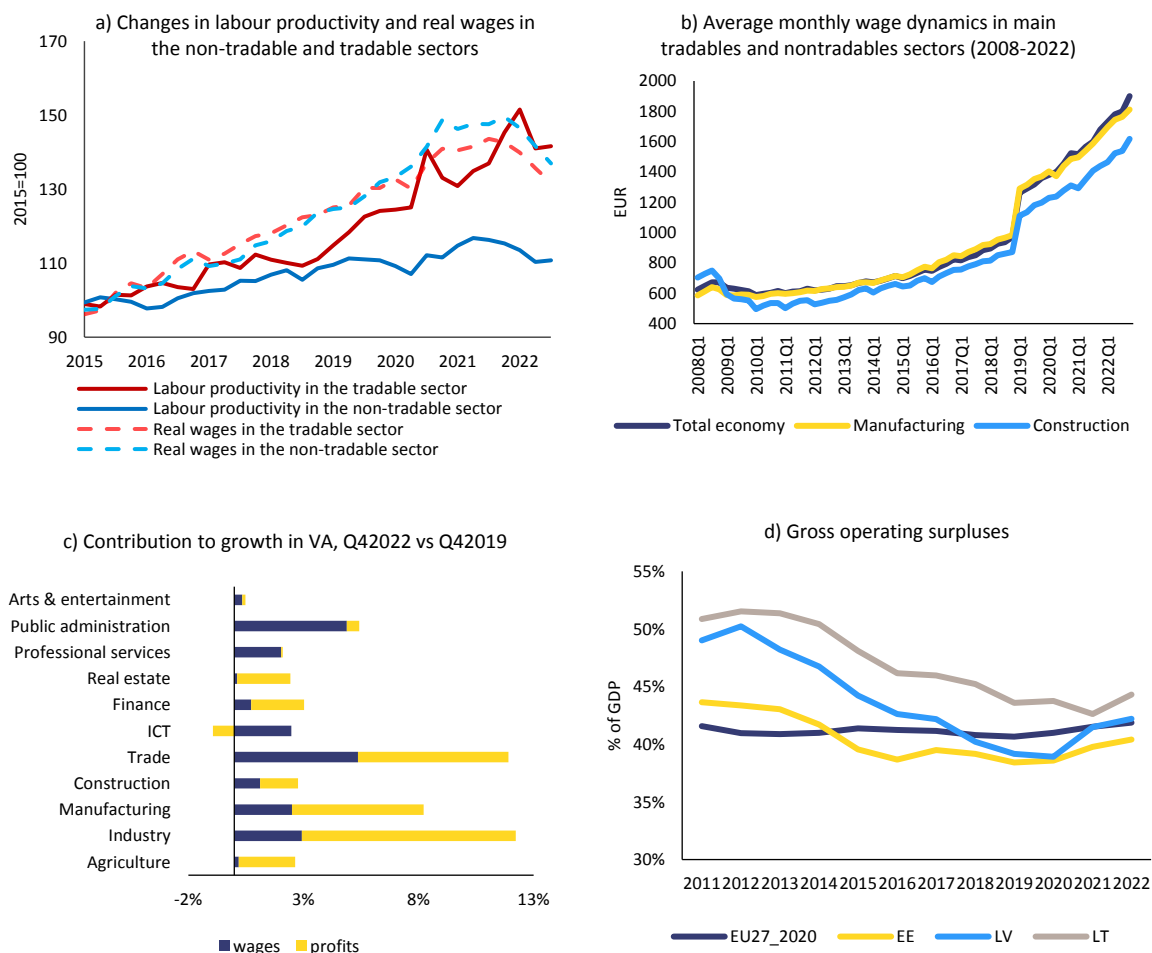 a) Changes in labour productivity and real wages in
the non-tradable and tradable sectors
170
150
130
110
90
2015=100
2015 2016 2017 2018 2019 2020 2021 2022
Labour productivity in the tradable sector
Labour productivity in the non-tradable sector
Real wages in the tradable sector
Real wages in the non-tradable sector
b) Average monthly wage dynamics in main
tradables and nontradables sectors (2008-2022)
2000
1800
1600
1400
1200
1000
800
600
400
EUR
2008Q1
2009Q1
2010Q1
2011Q1
2012Q1
2013Q1
2014Q1
2015Q1
2016Q1
2017Q1
2018Q1
2019Q1
2020Q1
2021Q1
2022Q1
Total economy Manufacturing Construction
c) Contribution to growth in VA, Q42022 vs Q42019
Arts & entertainment
Public administration
Professional services
Real estate
Finance
ICT
Trade
Construction
Manufacturing
Industry
Agriculture
-2% 3% 8% 13%
wages profits
d) Gross operating surpluses
55%
50%
45%
40%
35%
30%
% of GDP
2011 2012 2013 2014 2015 2016 2017 2018 2019 2020 2021 2022
EU27_2020 EE LV LT